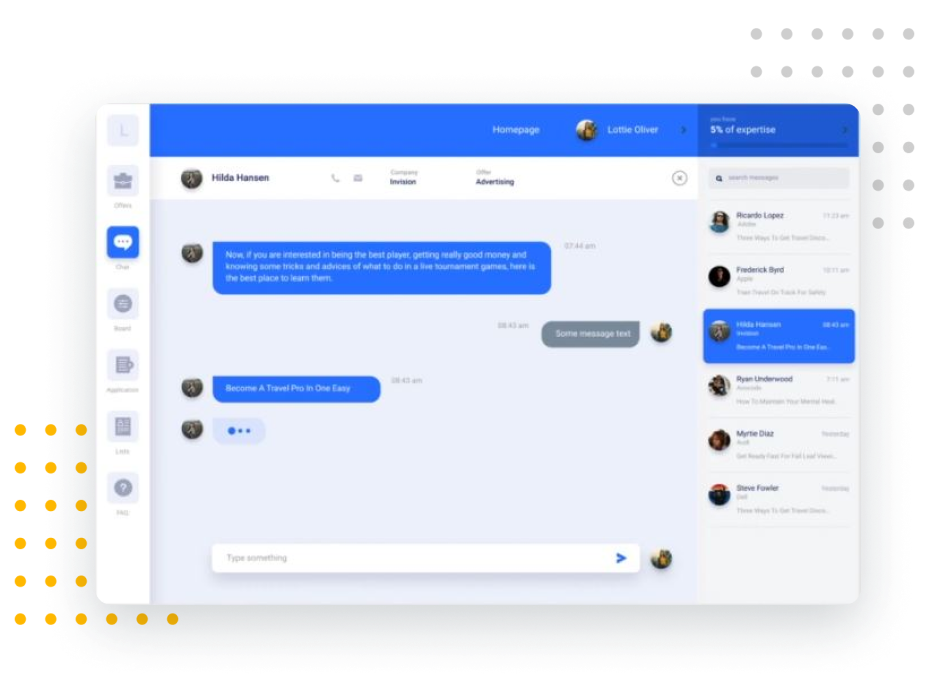 L
Homepage
Lottie Oliver
you have
5% of expertise
Offers
Chat
Board
Application
Lists
FAQ
Hilda Hansen
Company
Invision
Offer
Advertising
Now, if you are interested in being the best player, getting really good money and
knowing some tricks and advices of what to do in a live tournament games, here is
the best place to learn them.
07:44 am
08:43 am
Some message text
Become A Travel Pro In One Easy
08:43 am
Type something
search messages
Ricardo Lopez
11:23 am
Adobe
Three Ways To Get Travel Disco...
Frederick Byrd
10:11 am
Apple
Train Travel On Track For Safety
Hilda Hansen
08:43 am
Invision
Become A Travel Pro In One Eas...
Ryan Underwood
7:11 am
How To Maintain Your Mental Heal...
Myrtie Diaz
Yesterday
Audi
Get Ready Fast For Fall Leaf Viewi...
Steve Fowler
Yesterday
Dell
Three Ways To Get Travel Disco...